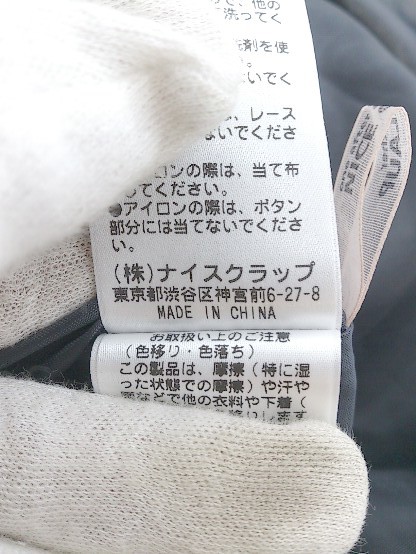 他の
洗ってく
洗剤を使
いでく
、レース
ないでくださ
ロンの際は、当て布
してください。
●アイロンの際は、ボタン
部分には当てないでくださ
い。
(株)ナイスクラップ
東京都渋谷区神宮前6-27-8
MADE IN CHINA
お取扱い上のご注意
(色移り・色落ち)
この製品は、摩擦(特に湿
った状態での摩擦)や汗や
などで他の衣料や下着(
NICE